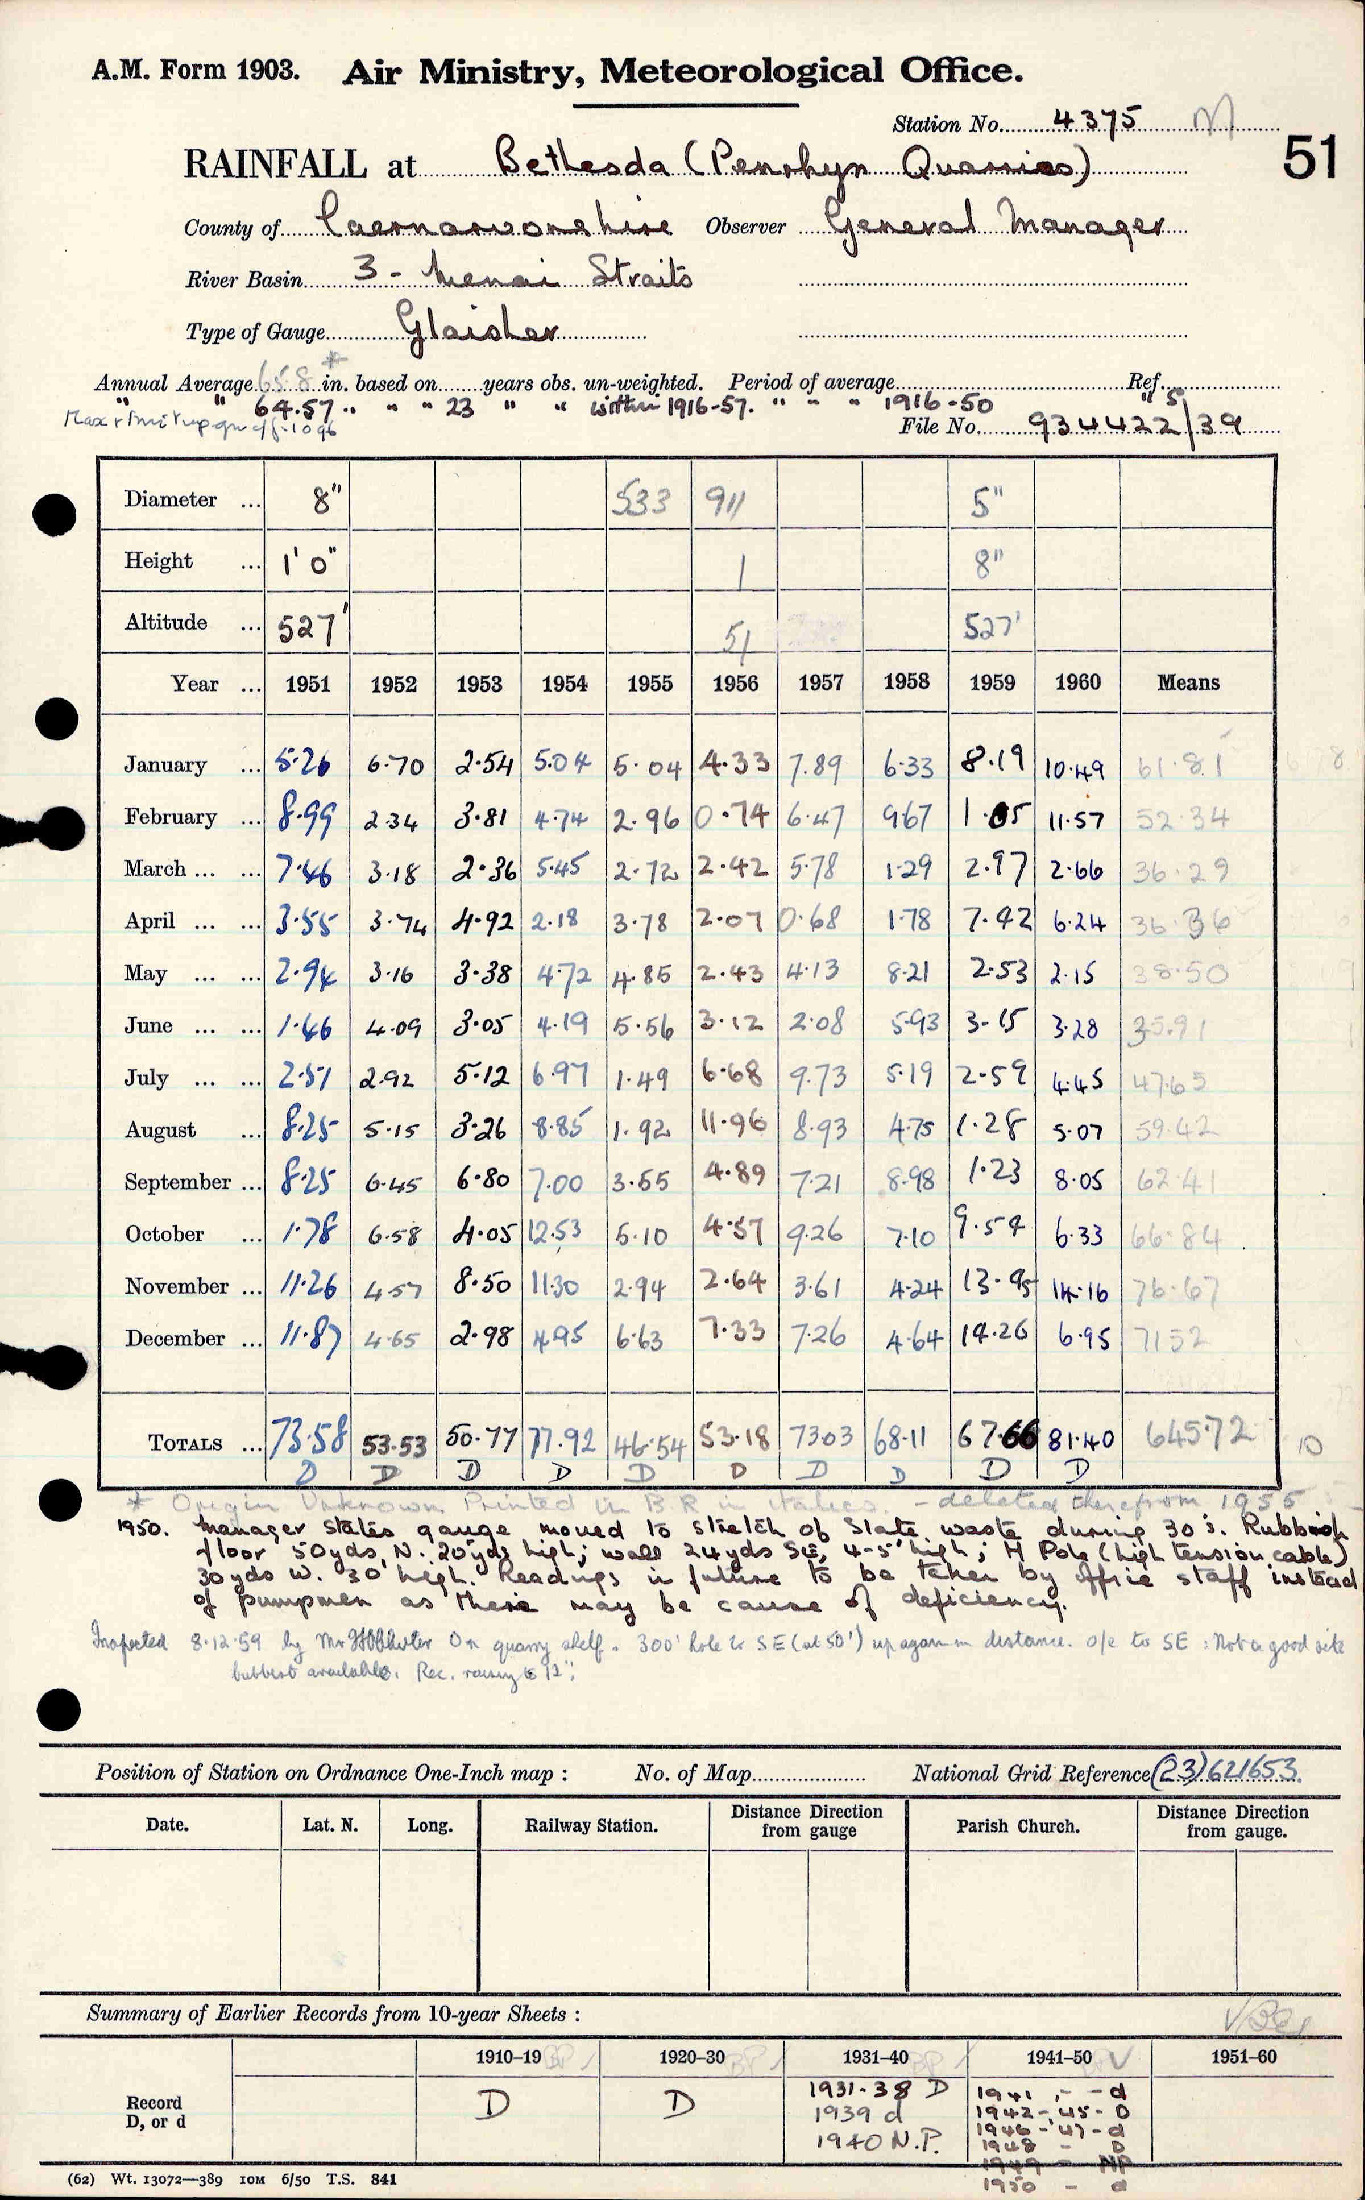 A.M. Form 1903. Air Ministry, Meteorological Office.
Station No. 4375 M
51
RAINFALL at Bethesda (Penrhyn Quarries)
County of Caernarvonshire Observer General Manager
River Basin 3 - Menai Straits
Type of Gauge Glaisher
Annual Average 65.8 * in. based on years obs. un-weighted. Period of average Ref.
" " 64.57 " " " 23 " " within 1916-57. " " " 1916-50 "S"
File No. 934422/39
Diameter ... 8" 533 911 5"
Height ... 1' 0" 1 8"
Altitude ... 527' 51 527'
Year ... 1951 1952 1953 1954 1955 1956 1957 1958 1959 1960 Means
January ... 5.26 6.70 2.54 5.04 5.04 4.33 7.89 6.33 8.19 10.49 61.81
February ... 8.99 2.34 3.81 4.74 2.96 0.74 6.47 9.67 1.05 11.57 52.34
March ... ... 7.46 3.18 2.36 5.45 2.72 2.42 5.78 1.29 2.97 2.66 36.29
April ... ... 3.55 3.74 4.92 2.18 3.78 2.07 0.68 1.78 7.42 6.24 36.36
May ... ... 2.94 3.16 3.38 4.72 4.85 2.43 4.13 8.21 2.53 2.15 38.50
June ... ... 1.46 4.09 3.05 4.19 5.56 3.12 2.08 5.93 3.15 3.28 35.91
July ... ... 2.51 2.92 5.12 6.97 1.49 6.68 9.73 5.19 2.59 4.45 47.65
August ... 8.25 5.15 3.26 8.85 1.92 11.96 8.93 4.75 1.28 5.07 59.42
September ... 8.25 6.45 6.80 7.00 3.55 4.89 7.21 8.98 1.23 8.05 62.41
October ... 1.78 6.58 4.05 12.53 5.10 4.57 9.26 7.10 9.54 6.33 66.84
November ... 11.26 4.57 8.50 11.30 2.94 2.64 3.61 4.24 13.95 14.16 76.67
December ... 11.87 4.65 2.98 4.95 6.63 7.33 7.26 4.64 14.26 6.95 71.52
TOTALS ... 73.58 53.53 50.77 77.92 46.54 53.18 73.03 68.11 67.66 81.40 645.72 10
D D D D D D D D D D
* Origin Unknown Printed in B.R in italics. - deleted therefrom 1955
1950. Manager states gauge moved to stretch of Slate waste during 30's. Rubbish
floor 50yds, N. 20yds high; wall 24yds SE, 4-5' high; H Pole (high tension cable)
30yds W. 30' high. Readings in future to be taken by office staff instead
of pumpmen as there may be cause of deficiency.
Inspected 8.12.59 by Mr On quarry shelf - 300' hole to SE (at 50') up again in distance. o/e to SE. Not a good site
but best available. Rec. raising to 12";
Position of Station on Ordnance One-Inch map : No. of Map National Grid Reference (23) 621653
Date. Lat. N. Long. Railway Station. Distance Direction from gauge Parish Church. Distance Direction from gauge.
Summary of Earlier Records from 10-year Sheets :
1910-19 1920-30 1931-40 1941-50 1951-60
Record D, or d
D D
1931-38 D
1939 d
1940 N.P.
1941 - - d
1942-'45 - D
1946-'47 - d
1948 - D
1949 - NP
1950 - d
(62) Wt. 13072—389 10M 6/50 T.S. 841